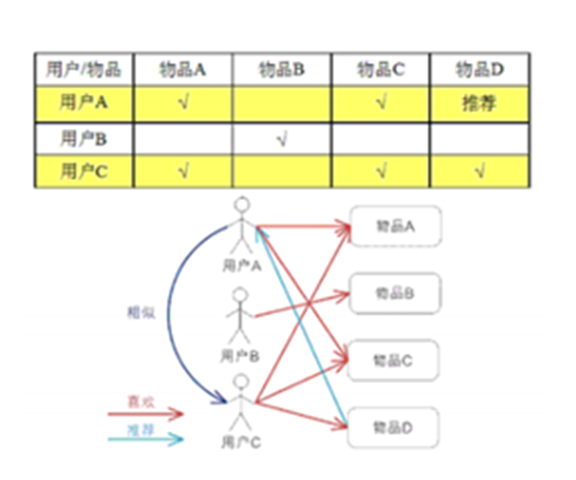 用户/物品 物品A 物品B 物品C 物品D
用户A √ √ 推荐
用户B √
用户C √ √ √
物品A
用户A
物品B
相似
用户B
物品C
喜欢
推荐
物品D
用户C